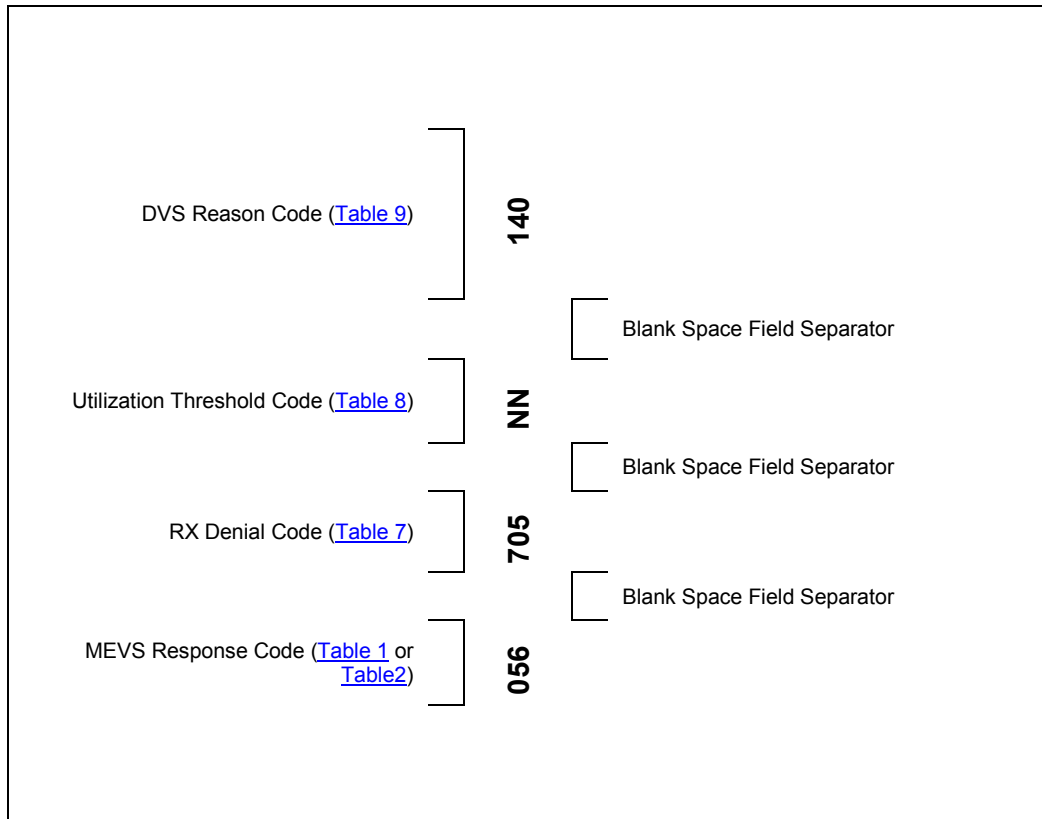 DVS Reason Code (Table 9)
140
Blank Space Field Separator
Utilization Threshold Code (Table 8)
NN
Blank Space Field Separator
RX Denial Code (Table 7)
705
Blank Space Field Separator
MEVS Response Code (Table 1 or
Table2)
056